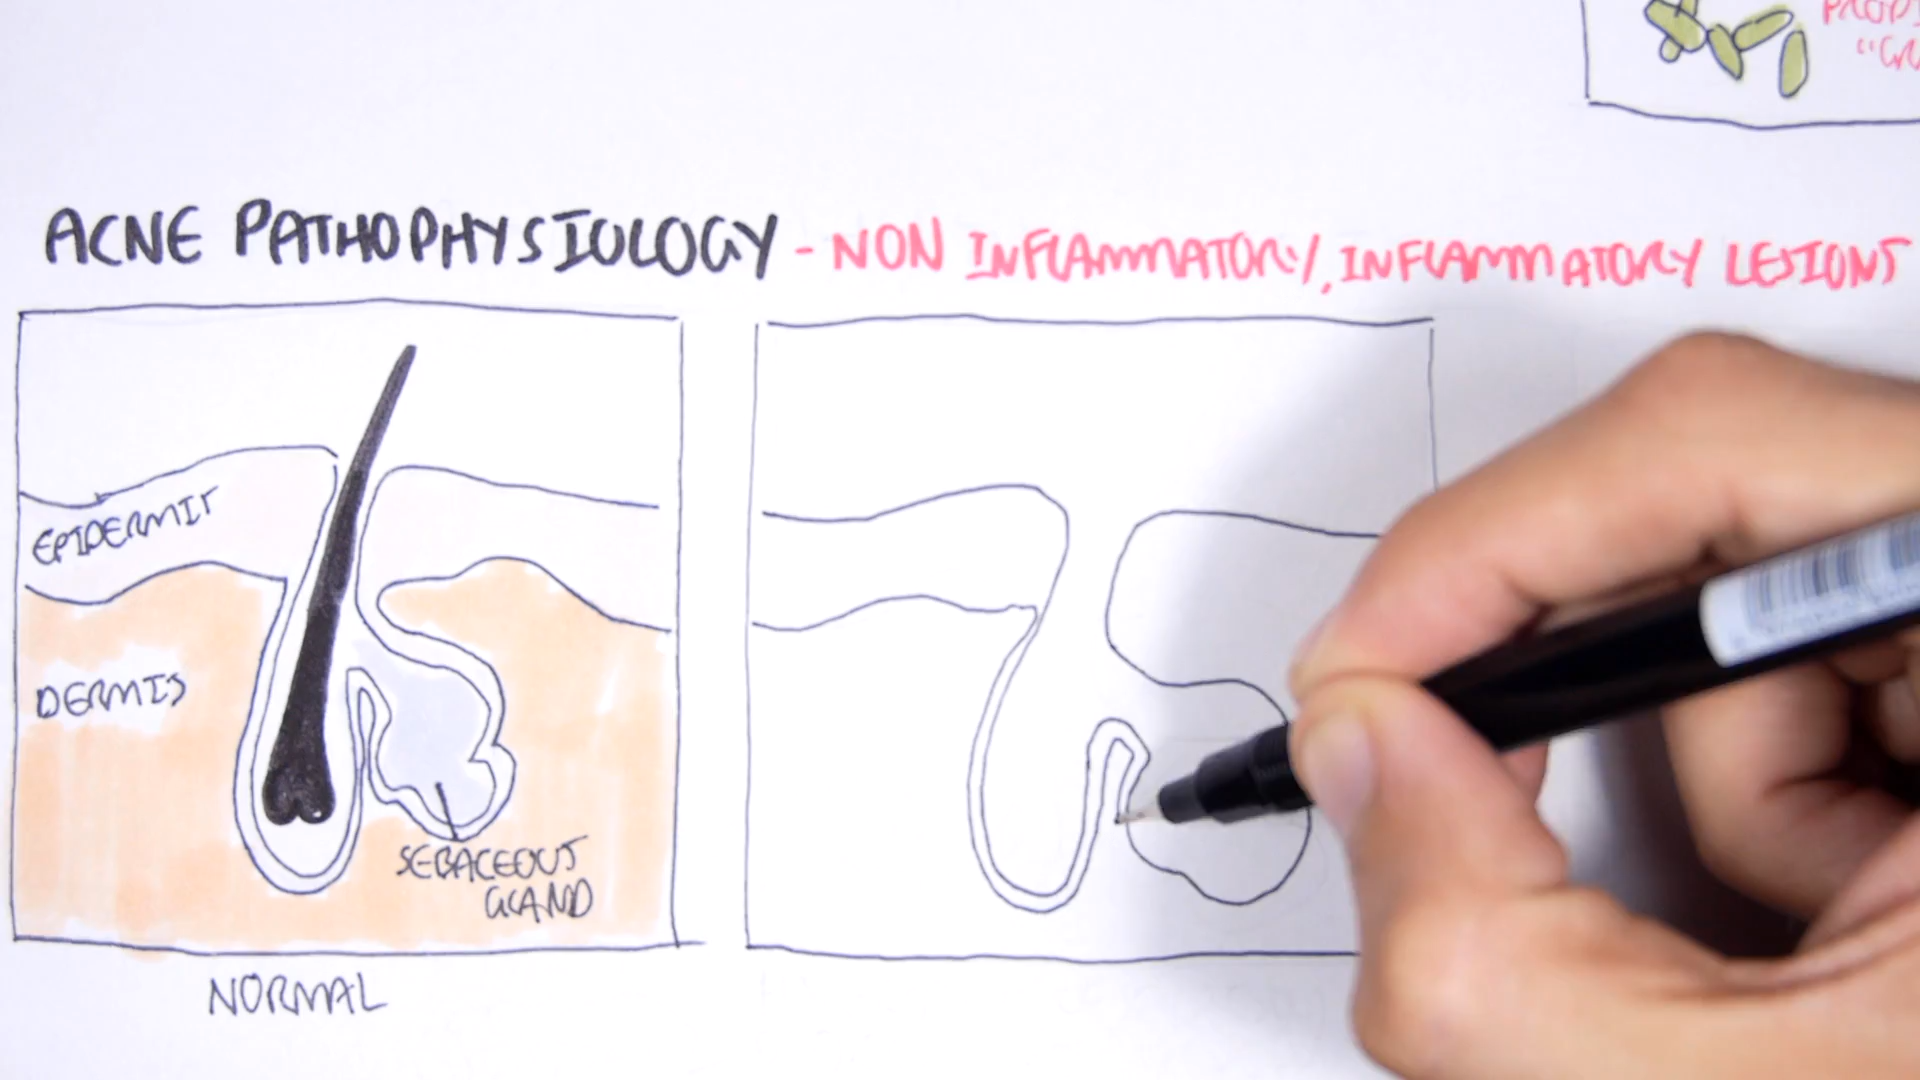 ACNE PATHOPHYSIOLOGY - NON INFLAMMATORY, INFLAMMATORY LESIONS
EPIDERMIS
DERMIS
SEBACEOUS
GLAND
NORMAL